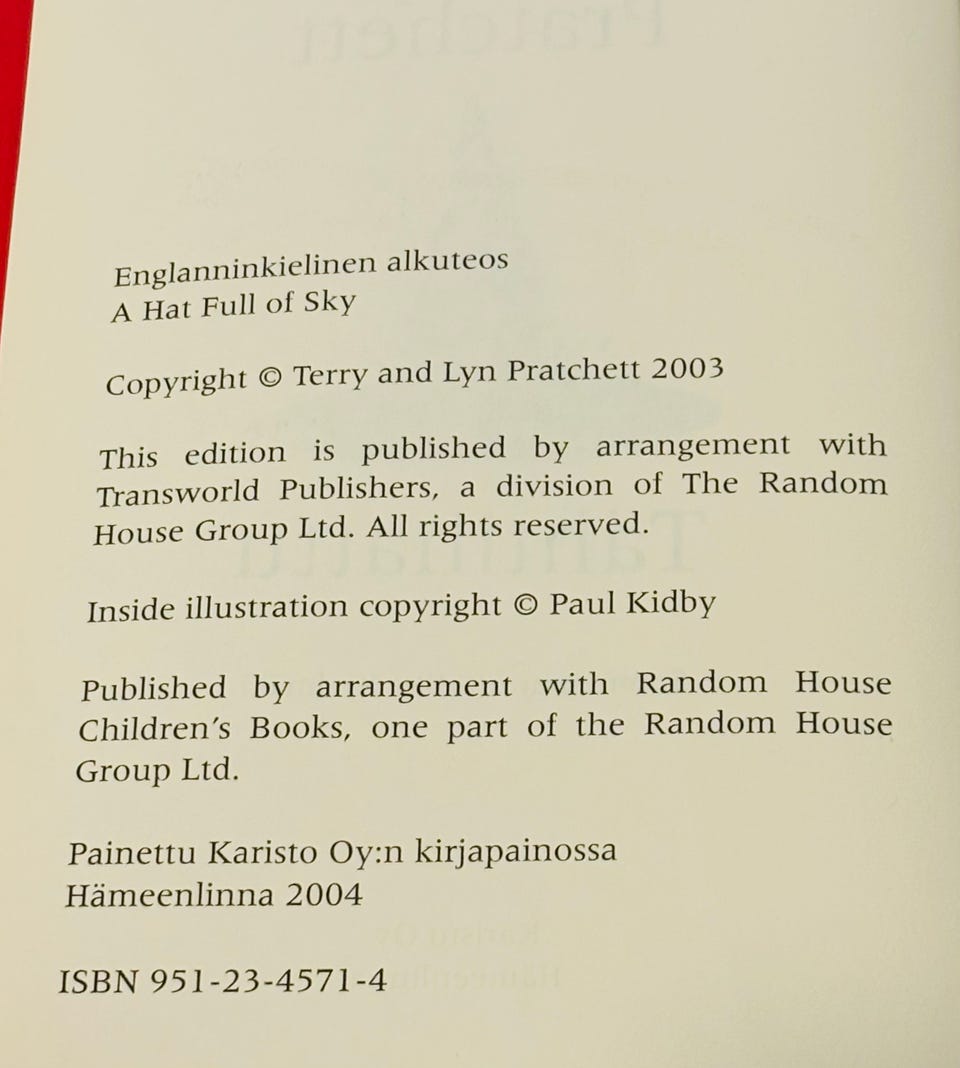 Englanninkielinen alkuteos
A Hat Full of Sky
Copyright © Terry and Lyn Pratchett 2003
This edition is published by arrangement with
Transworld Publishers, a division of The Random
House Group Ltd. All rights reserved.
Inside illustration copyright © Paul Kidby
Published by arrangement with Random House
Children's Books, one part of the Random House
Group Ltd.
Painettu Karisto Oy:n kirjapainossa
Hämeenlinna 2004
ISBN 951-23-4571-4